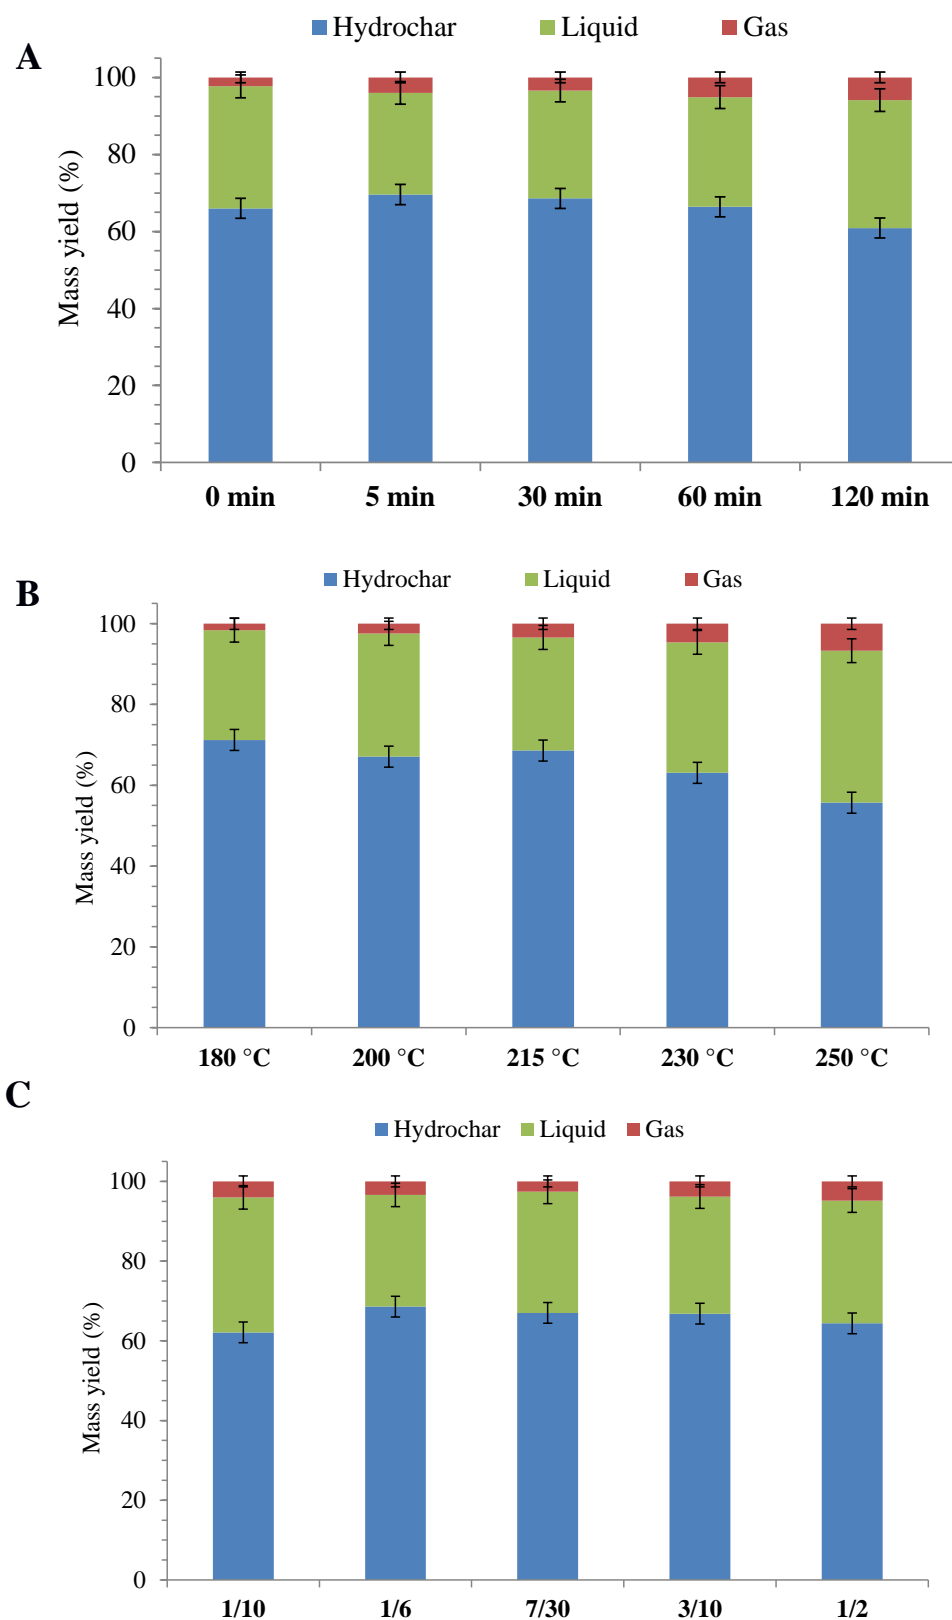 Hydrochar Liquid Gas
A
100
80
60
40
20
0
Mass yield (%)
0 min 5 min 30 min 60 min 120 min
Hydrochar Liquid Gas
B
100
80
60
40
20
0
Mass yield (%)
180 °C 200 °C 215 °C 230 °C 250 °C
C
Hydrochar Liquid Gas
100
80
60
40
20
0
Mass yield (%)
1/10 1/6 7/30 3/10 1/2